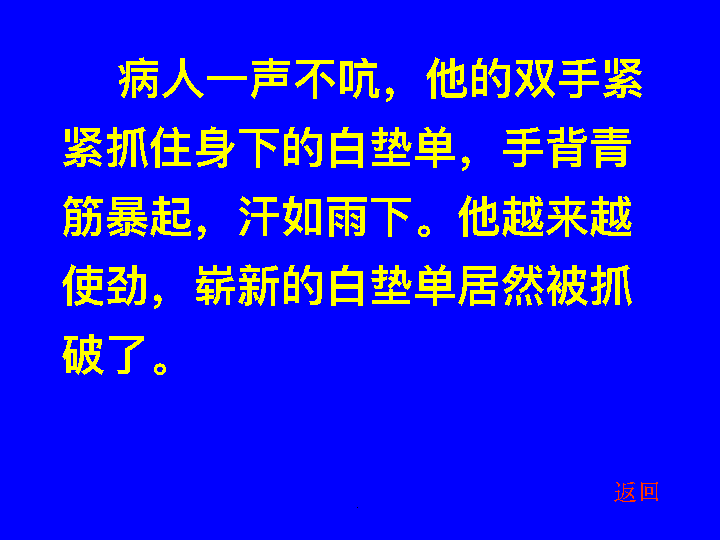 病人一声不吭，他的双手紧
紧抓住身下的白垫单，手背青
筋暴起，汗如雨下。他越来越
使劲，崭新的白垫单居然被抓
破了。
返回